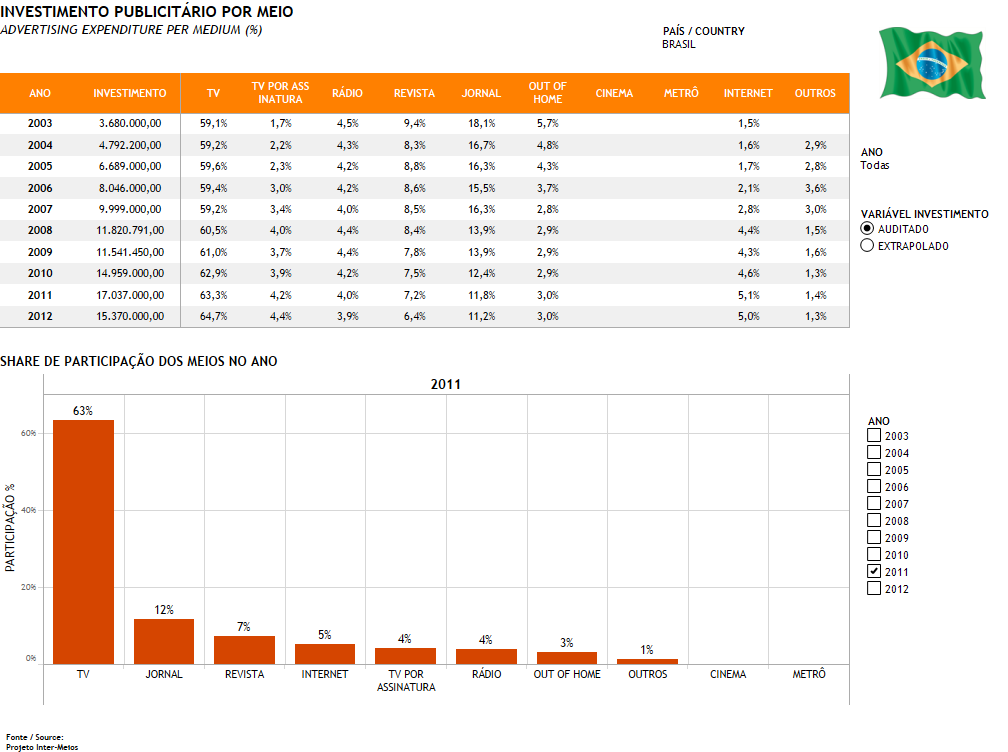 INVESTIMENTO PUBLICITÁRIO POR MEIO
ADVERTISING EXPENDITURE PER MEDIUM (%)
PAÍS / COUNTRY
BRASIL
ANO INVESTIMENTO TV TV POR ASS INATURA RÁDIO REVISTA JORNAL OUT OF HOME CINEMA METRÔ INTERNET OUTROS
2003 3.680.000,00 59,1% 1,7% 4,5% 9,4% 18,1% 5,7% 1,5%
2004 4.792.200,00 59,2% 2,2% 4,3% 8,3% 16,7% 4,8% 1,6% 2,9%
2005 6.689.000,00 59,6% 2,3% 4,2% 8,8% 16,3% 4,3% 1,7% 2,8%
2006 8.046.000,00 59,4% 3,0% 4,2% 8,6% 15,5% 3,7% 2,1% 3,6%
2007 9.999.000,00 59,2% 3,4% 4,0% 8,5% 16,3% 2,8% 2,8% 3,0%
2008 11.820.791,00 60,5% 4,0% 4,4% 8,4% 13,9% 2,9% 4,4% 1,5%
2009 11.541.450,00 61,0% 3,7% 4,4% 7,8% 13,9% 2,9% 4,3% 1,6%
2010 14.959.000,00 62,9% 3,9% 4,2% 7,5% 12,4% 2,9% 4,6% 1,3%
2011 17.037.000,00 63,3% 4,2% 4,0% 7,2% 11,8% 3,0% 5,1% 1,4%
2012 15.370.000,00 64,7% 4,4% 3,9% 6,4% 11,2% 3,0% 5,0% 1,3%
ANO
Todas
VARIÁVEL INVESTIMENTO
AUDITADO
EXTRAPOLADO
SHARE DE PARTICIPAÇÃO DOS MEIOS NO ANO
2011
PARTICIPAÇÃO %
60%
40%
20%
0%
63%
12%
7%
5%
4%
4%
3%
1%
TV JORNAL REVISTA INTERNET TV POR ASSINATURA RÁDIO OUT OF HOME OUTROS CINEMA METRÔ
ANO
2003
2004
2005
2006
2007
2008
2009
2010
2011
2012
Fonte / Source:
Projeto Inter-Meios